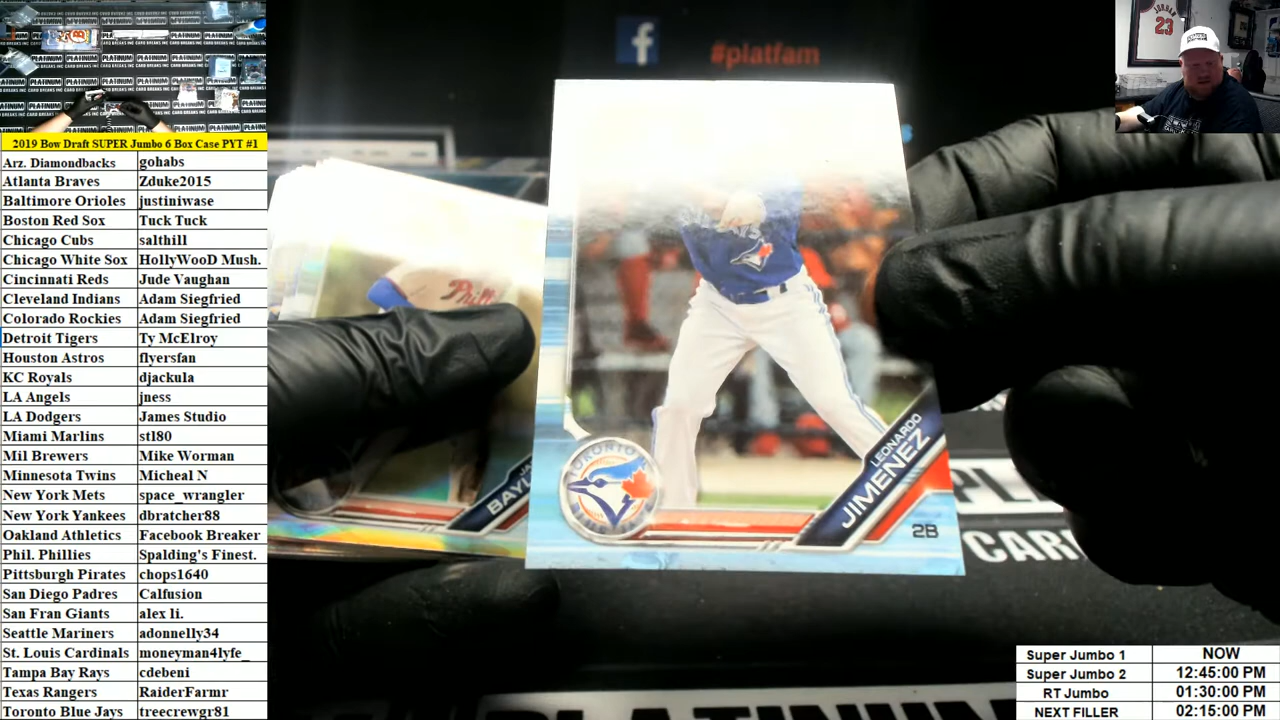 2019 Bow Draft SUPER Jumbo 6 Box Case PYT #1
Arz. Diamondbacks gohabs
Atlanta Braves Zduke2015
Baltimore Orioles justiniwase
Boston Red Sox Tuck Tuck
Chicago Cubs salthill
Chicago White Sox HollyWooD Mush.
Cincinnati Reds Jude Vaughan
Cleveland Indians Adam Siegfried
Colorado Rockies Adam Siegfried
Detroit Tigers Ty McElroy
Houston Astros flyersfan
KC Royals djackula
LA Angels jness
LA Dodgers James Studio
Miami Marlins stl80
Mil Brewers Mike Worman
Minnesota Twins Micheal N
New York Mets space_wrangler
New York Yankees dbratcher88
Oakland Athletics Facebook Breaker
Phil. Phillies Spalding's Finest.
Pittsburgh Pirates chops1640
San Diego Padres Calfusion
San Fran Giants alex li.
Seattle Mariners adonnelly34
St. Louis Cardinals moneyman4lyfe_
Tampa Bay Rays cdebeni
Texas Rangers RaiderFarmr
Toronto Blue Jays treecrewgr81
f #platfam
TORONTO
LEONARDO
JIMENEZ
2B
JORDAN
23
Super Jumbo 1 NOW
Super Jumbo 2 12:45:00 PM
RT Jumbo 01:30:00 PM
NEXT FILLER 02:15:00 PM